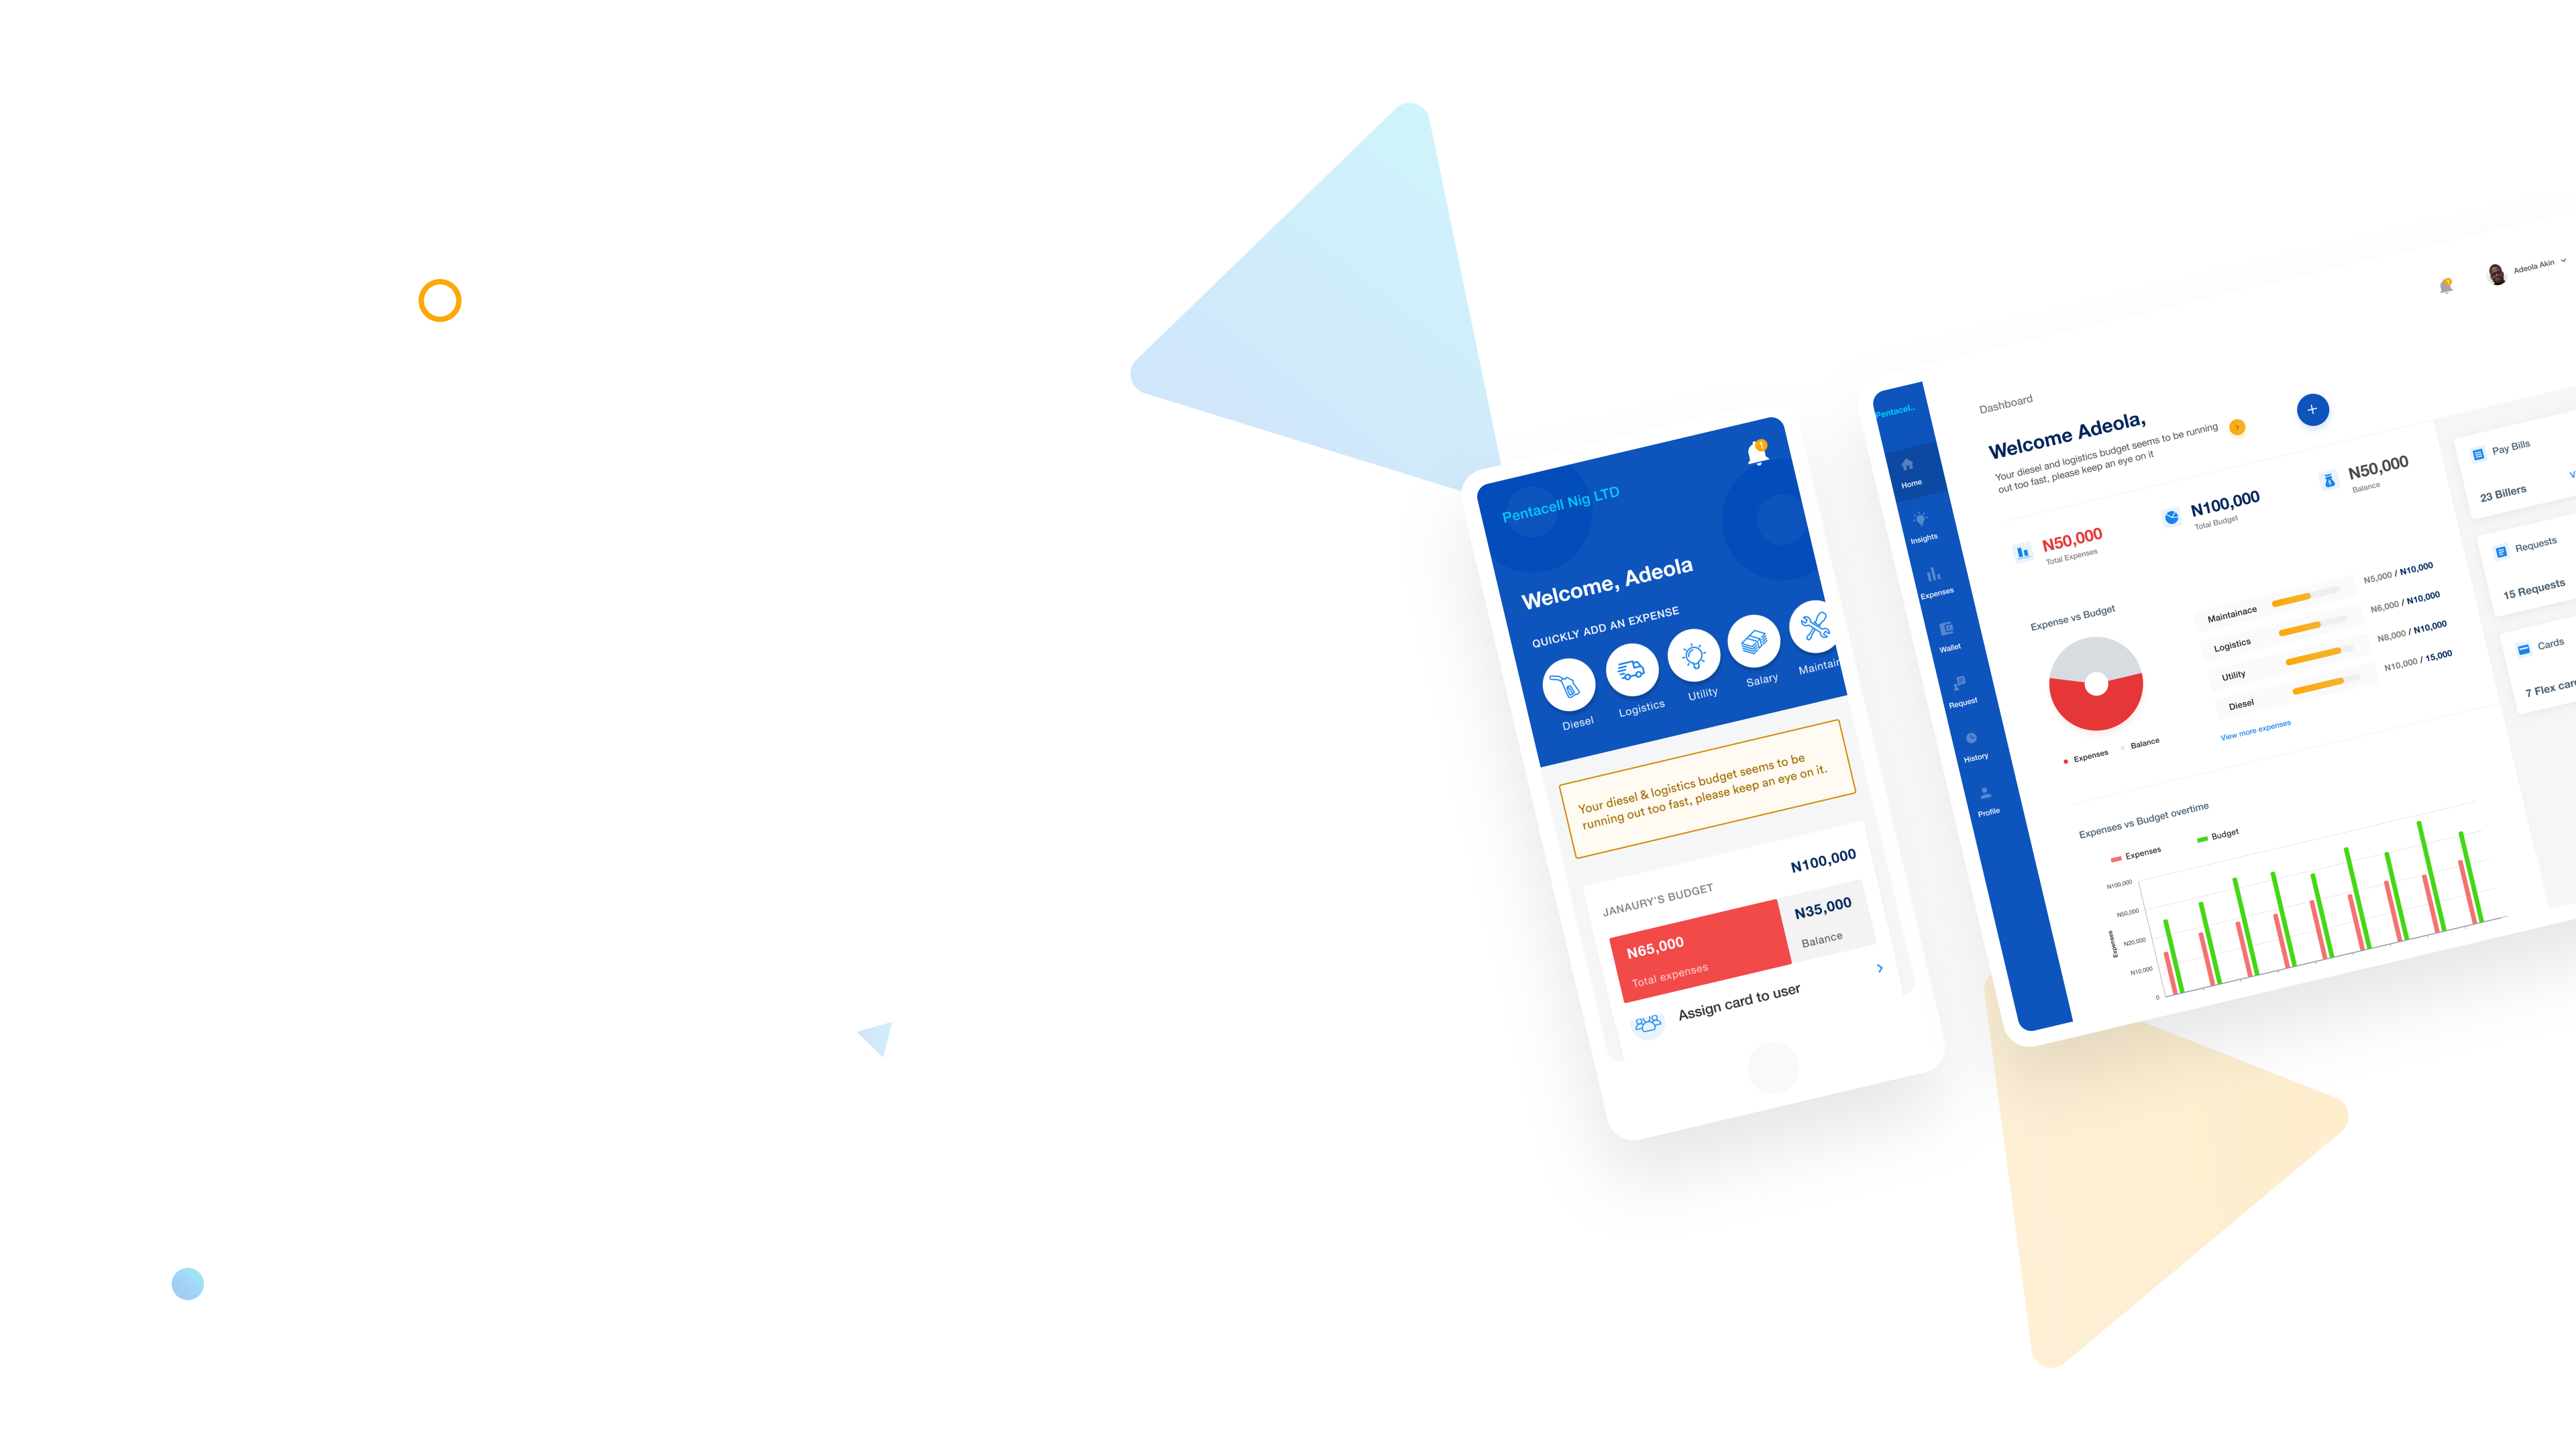 Pentacell Nig LTD
1
Welcome, Adeola
QUICKLY ADD AN EXPENSE
Diesel
Logistics
Utility
Salary
Maintain
Your diesel & logistics budget seems to be
running out too fast, please keep an eye on it.
JANAURY'S BUDGET
N100,000
N65,000
Total expenses
N35,000
Balance
Assign card to user
Pentacel..
Home
Insights
Expenses
Wallet
Request
History
Profile
Dashboard
Adeola Akin
Welcome Adeola,
Your diesel and logistics budget seems to be running
out too fast, please keep an eye on it
N50,000
Total Expenses
N100,000
Total Budget
N50,000
Balance
Expense vs Budget
Expenses
Balance
Maintainace
N5,000 / N10,000
Logistics
N6,000 / N10,000
Utility
N8,000 / N10,000
Diesel
N10,000 / 15,000
View more expenses
Expenses vs Budget overtime
Expenses
Budget
Expenses
N100,000
N50,000
N20,000
N10,000
0
Pay Bills
23 Billers
V
Requests
15 Requests
Cards
7 Flex car